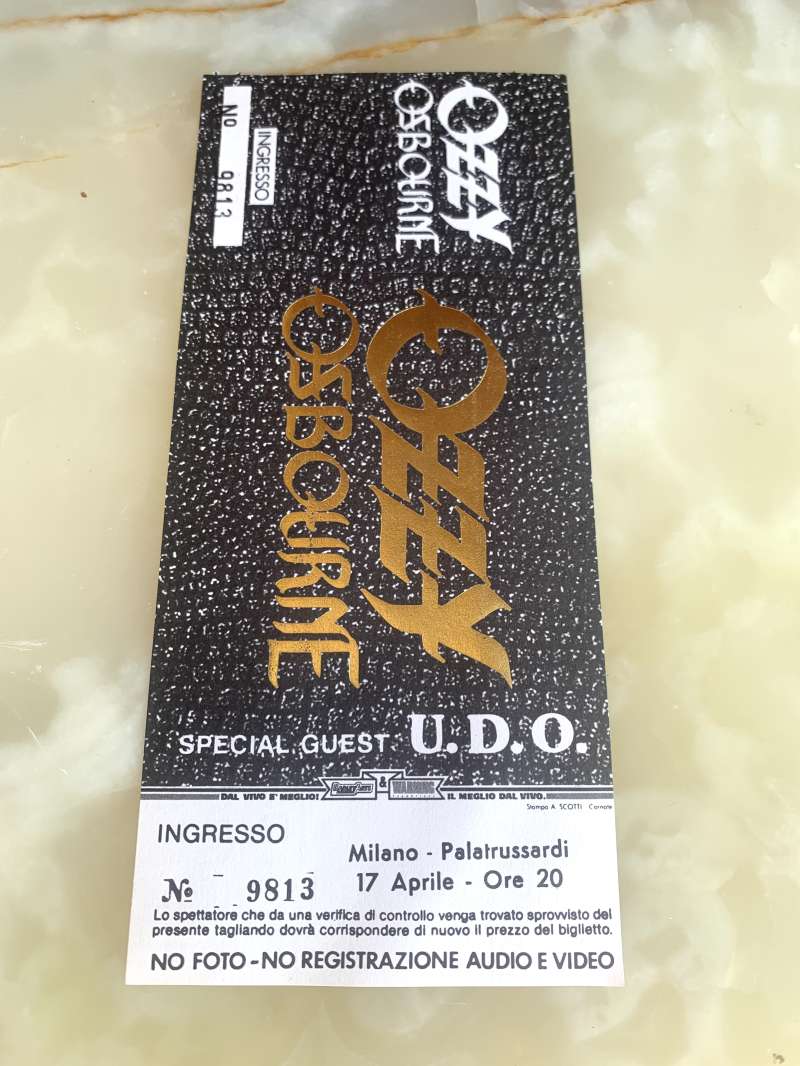 No 9813
INGRESSO
OZZY
OSBOURNE
OZZY
OSBOURNE
SPECIAL GUEST U.D.O.
DAL VIVO E' MEGLIO! & WARNING IL MEGLIO DAL VIVO.
Stampa A. SCOTTI Cornate
INGRESSO
Milano - Palatrussardi
№ 9813
17 Aprile - Ore 20
Lo spettatore che da una verifica di controllo venga trovato sprovvisto del
presente tagliando dovrà corrispondere di nuovo il prezzo del biglietto.
NO FOTO - NO REGISTRAZIONE AUDIO E VIDEO